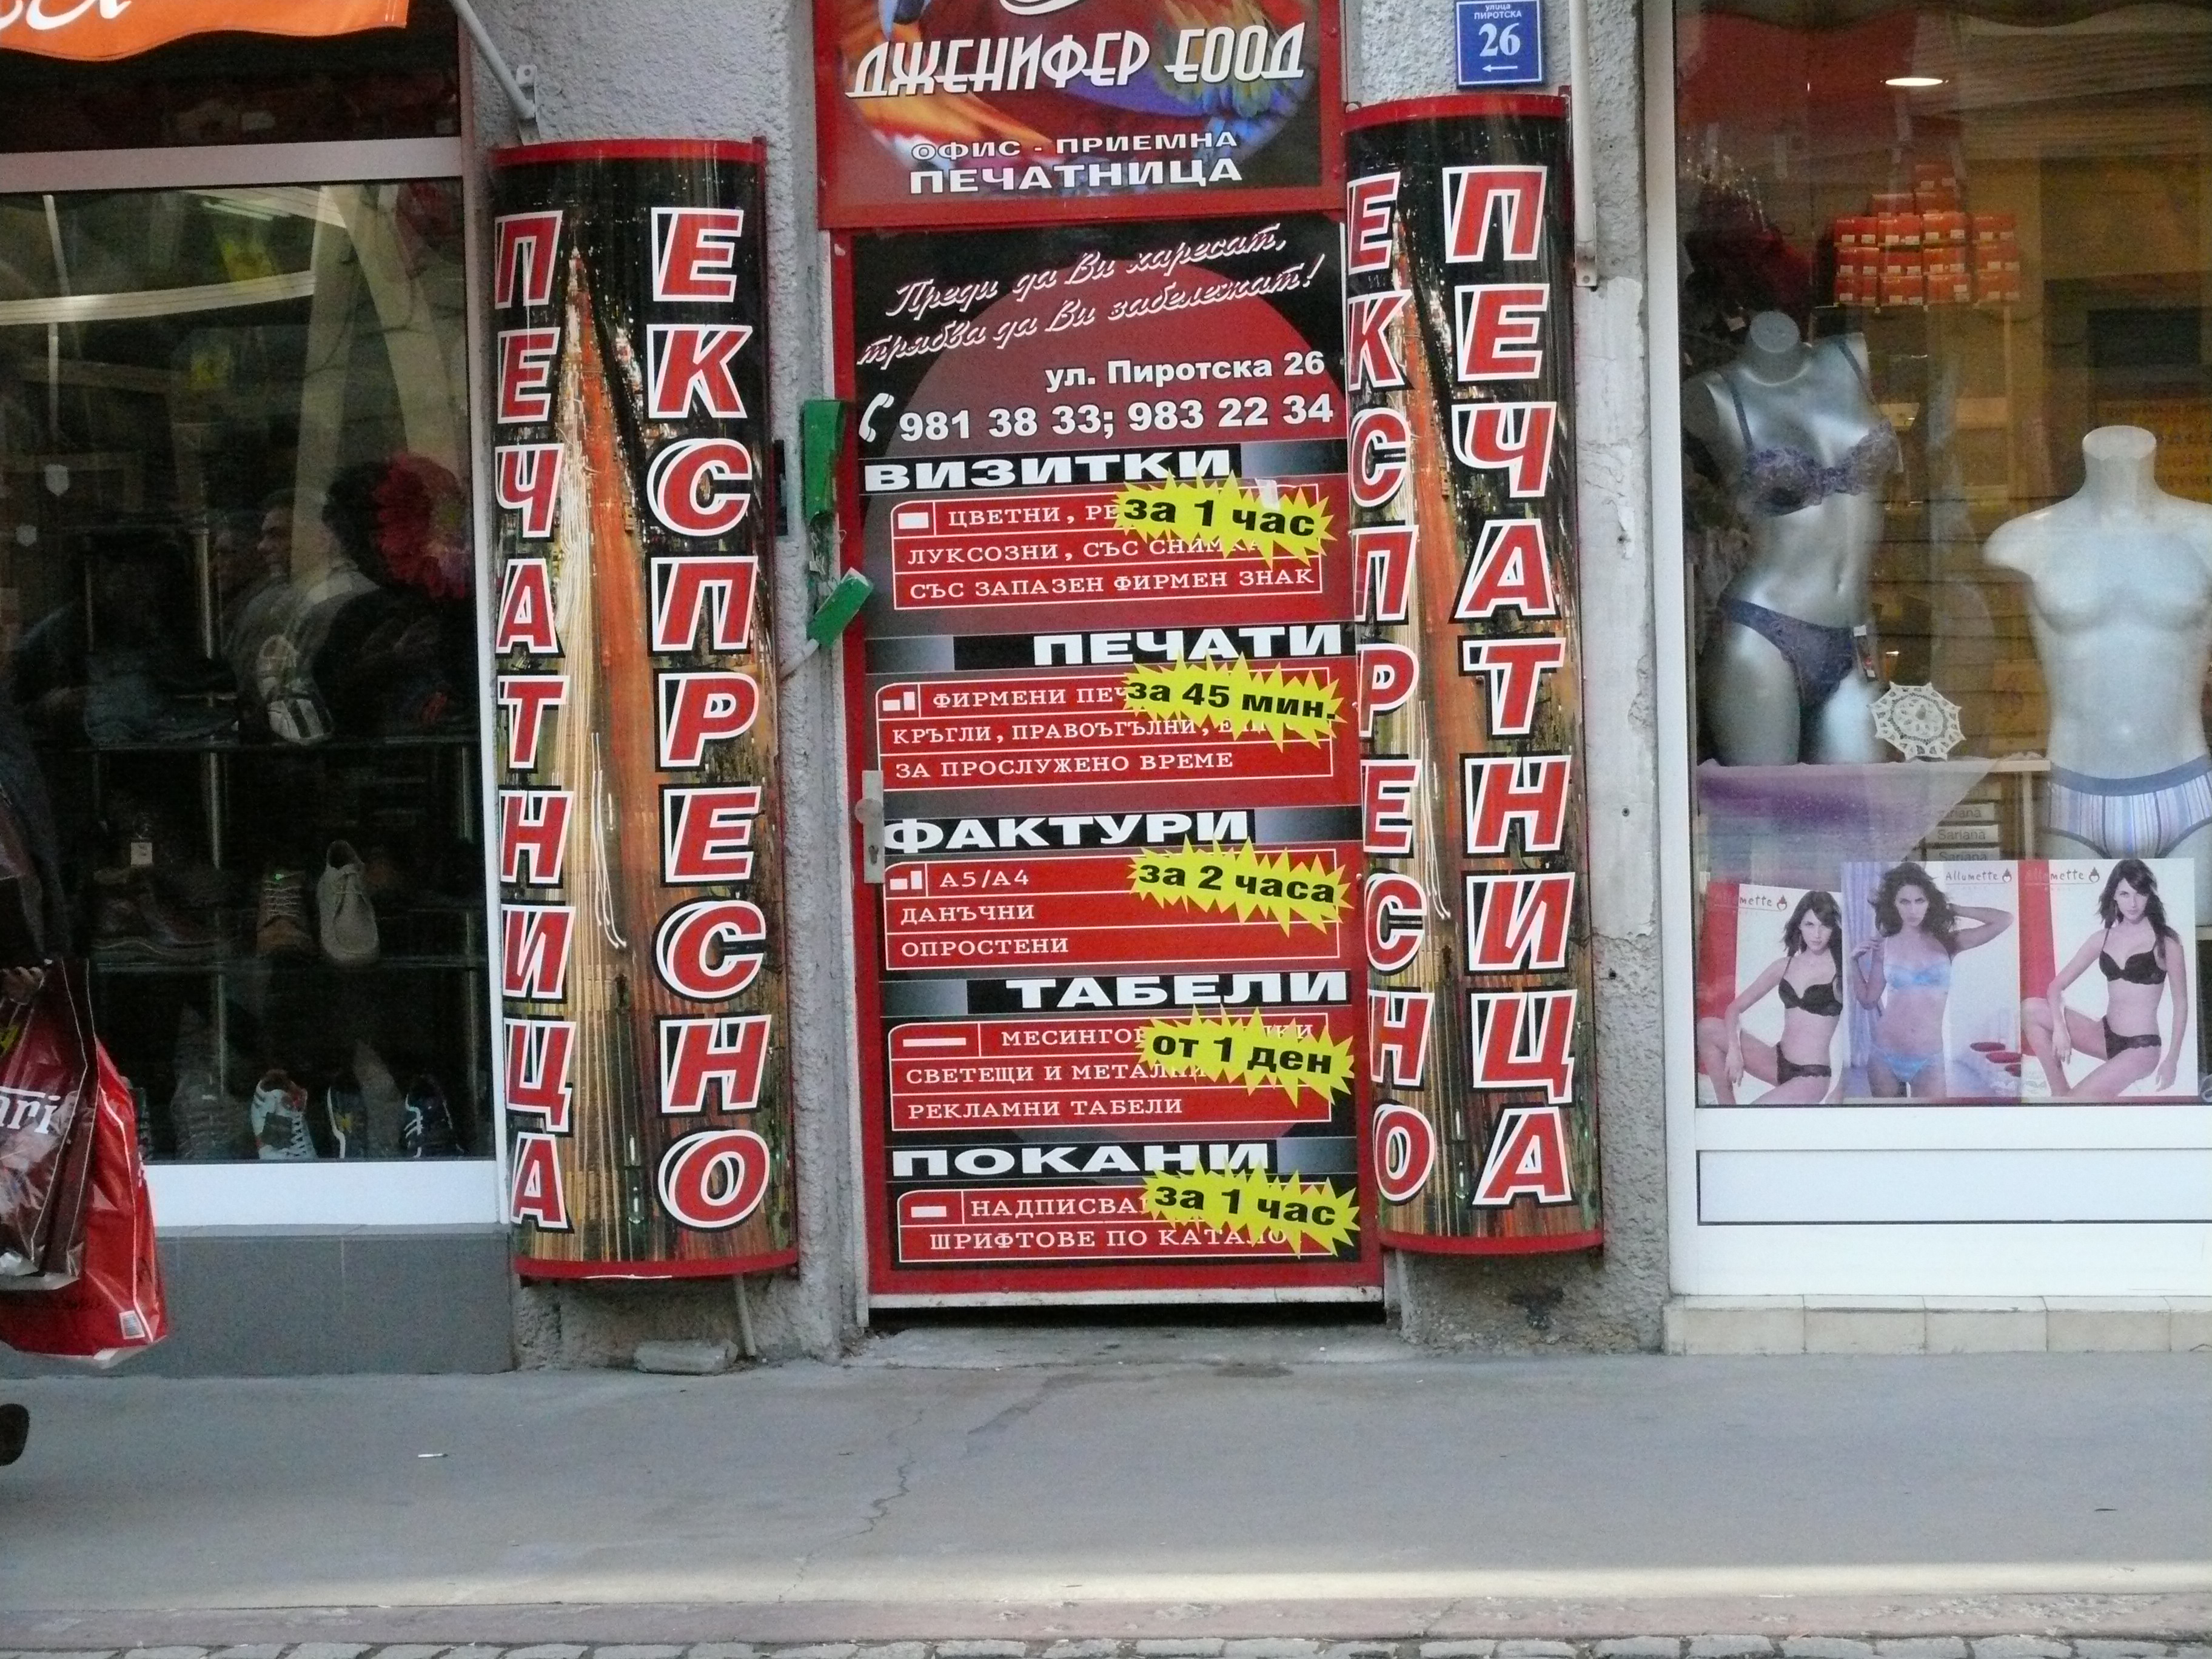 ДЖЕНИФЕР ЕООД
ОФИС - ПРИЕМНА
ПЕЧАТНИЦА
улица
ПИРОТСКА
26
ПЕЧАТНИЦА
ЕКСПРЕСНО
Преди да Ви харесат,
трябва да Ви забележат!
ул. Пиротска 26
981 38 33; 983 22 34
ВИЗИТКИ
ЦВЕТНИ,
за 1 час
ЛУКСОЗНИ, СЪС
СЪС ЗАПАЗЕН ФИРМЕН ЗНАК
ПЕЧАТИ
ФИРМЕНИ
за 45 мин.
КРЪГЛИ, ПРАВОЪГЪЛНИ,
ЗА ПРОСЛУЖЕНО ВРЕМЕ
ФАКТУРИ
А5/А4
за 2 часа
ДАНЪЧНИ
ОПРОСТЕНИ
ТАБЕЛИ
от 1 ден
СВЕТЕЩИ И
РЕКЛАМНИ ТАБЕЛИ
ПОКАНИ
за 1 час
ШРИФТОВЕ ПО
ЕКСПРЕСНО
ПЕЧАТНИЦА
Sariana
Allumette
Allumette